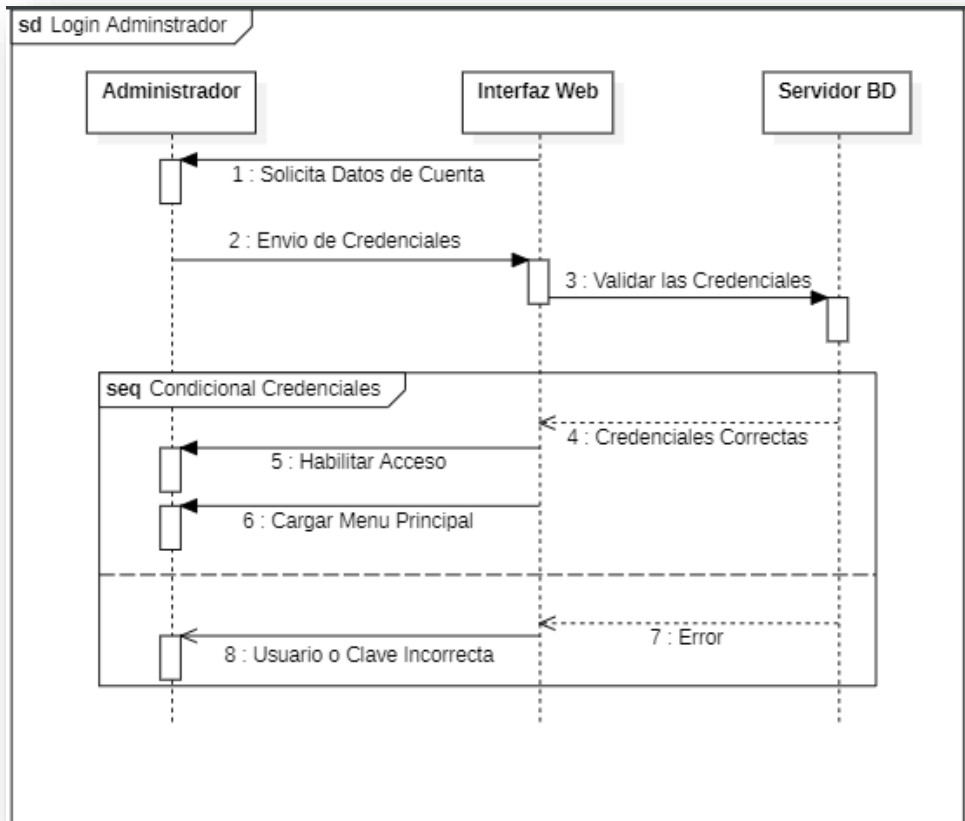 sd Login Adminstrador
Administrador
Interfaz Web
Servidor BD
1 : Solicita Datos de Cuenta
2 : Envio de Credenciales
3 : Validar las Credenciales
seq Condicional Credenciales
4 : Credenciales Correctas
5 : Habilitar Acceso
6 : Cargar Menu Principal
7 : Error
8 : Usuario o Clave Incorrecta